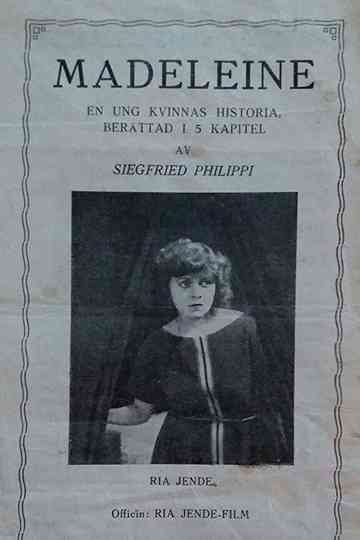 MADELEINE
EN UNG KVINNAS HISTORIA,
BERÄTTAD I 5 KAPITEL
AV
SIEGFRIED PHILIPPI
RIA JENDE.
Officin: RIA JENDE-FILM